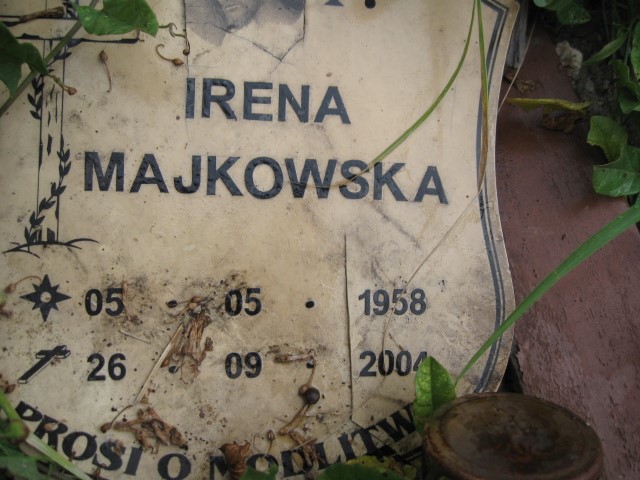 IRENA
MAJKOWSKA
05 • 05 • 1958
26 • 09 • 2004
PROSI O MODLITW